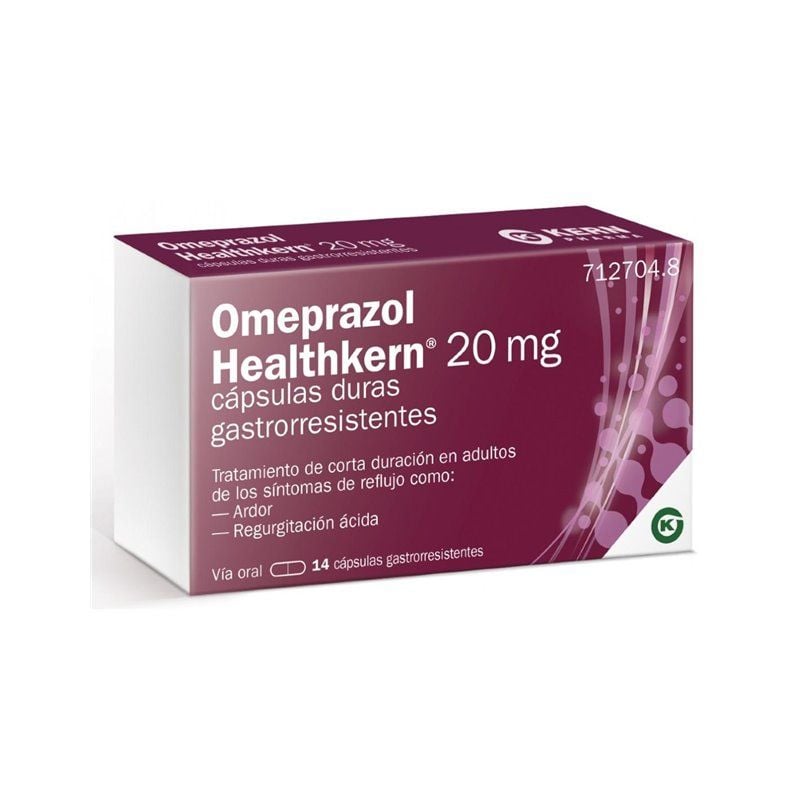 Omeprazol
Healthkern® 20 mg
cápsulas duras gastrorresistentes
K KERN
PHARMA
712704.8
Omeprazol
Healthkern® 20 mg
cápsulas duras
gastrorresistentes
Tratamiento de corta duración en adultos
de los síntomas de reflujo como:
— Ardor
— Regurgitación ácida
Vía oral 14 cápsulas gastrorresistentes
K